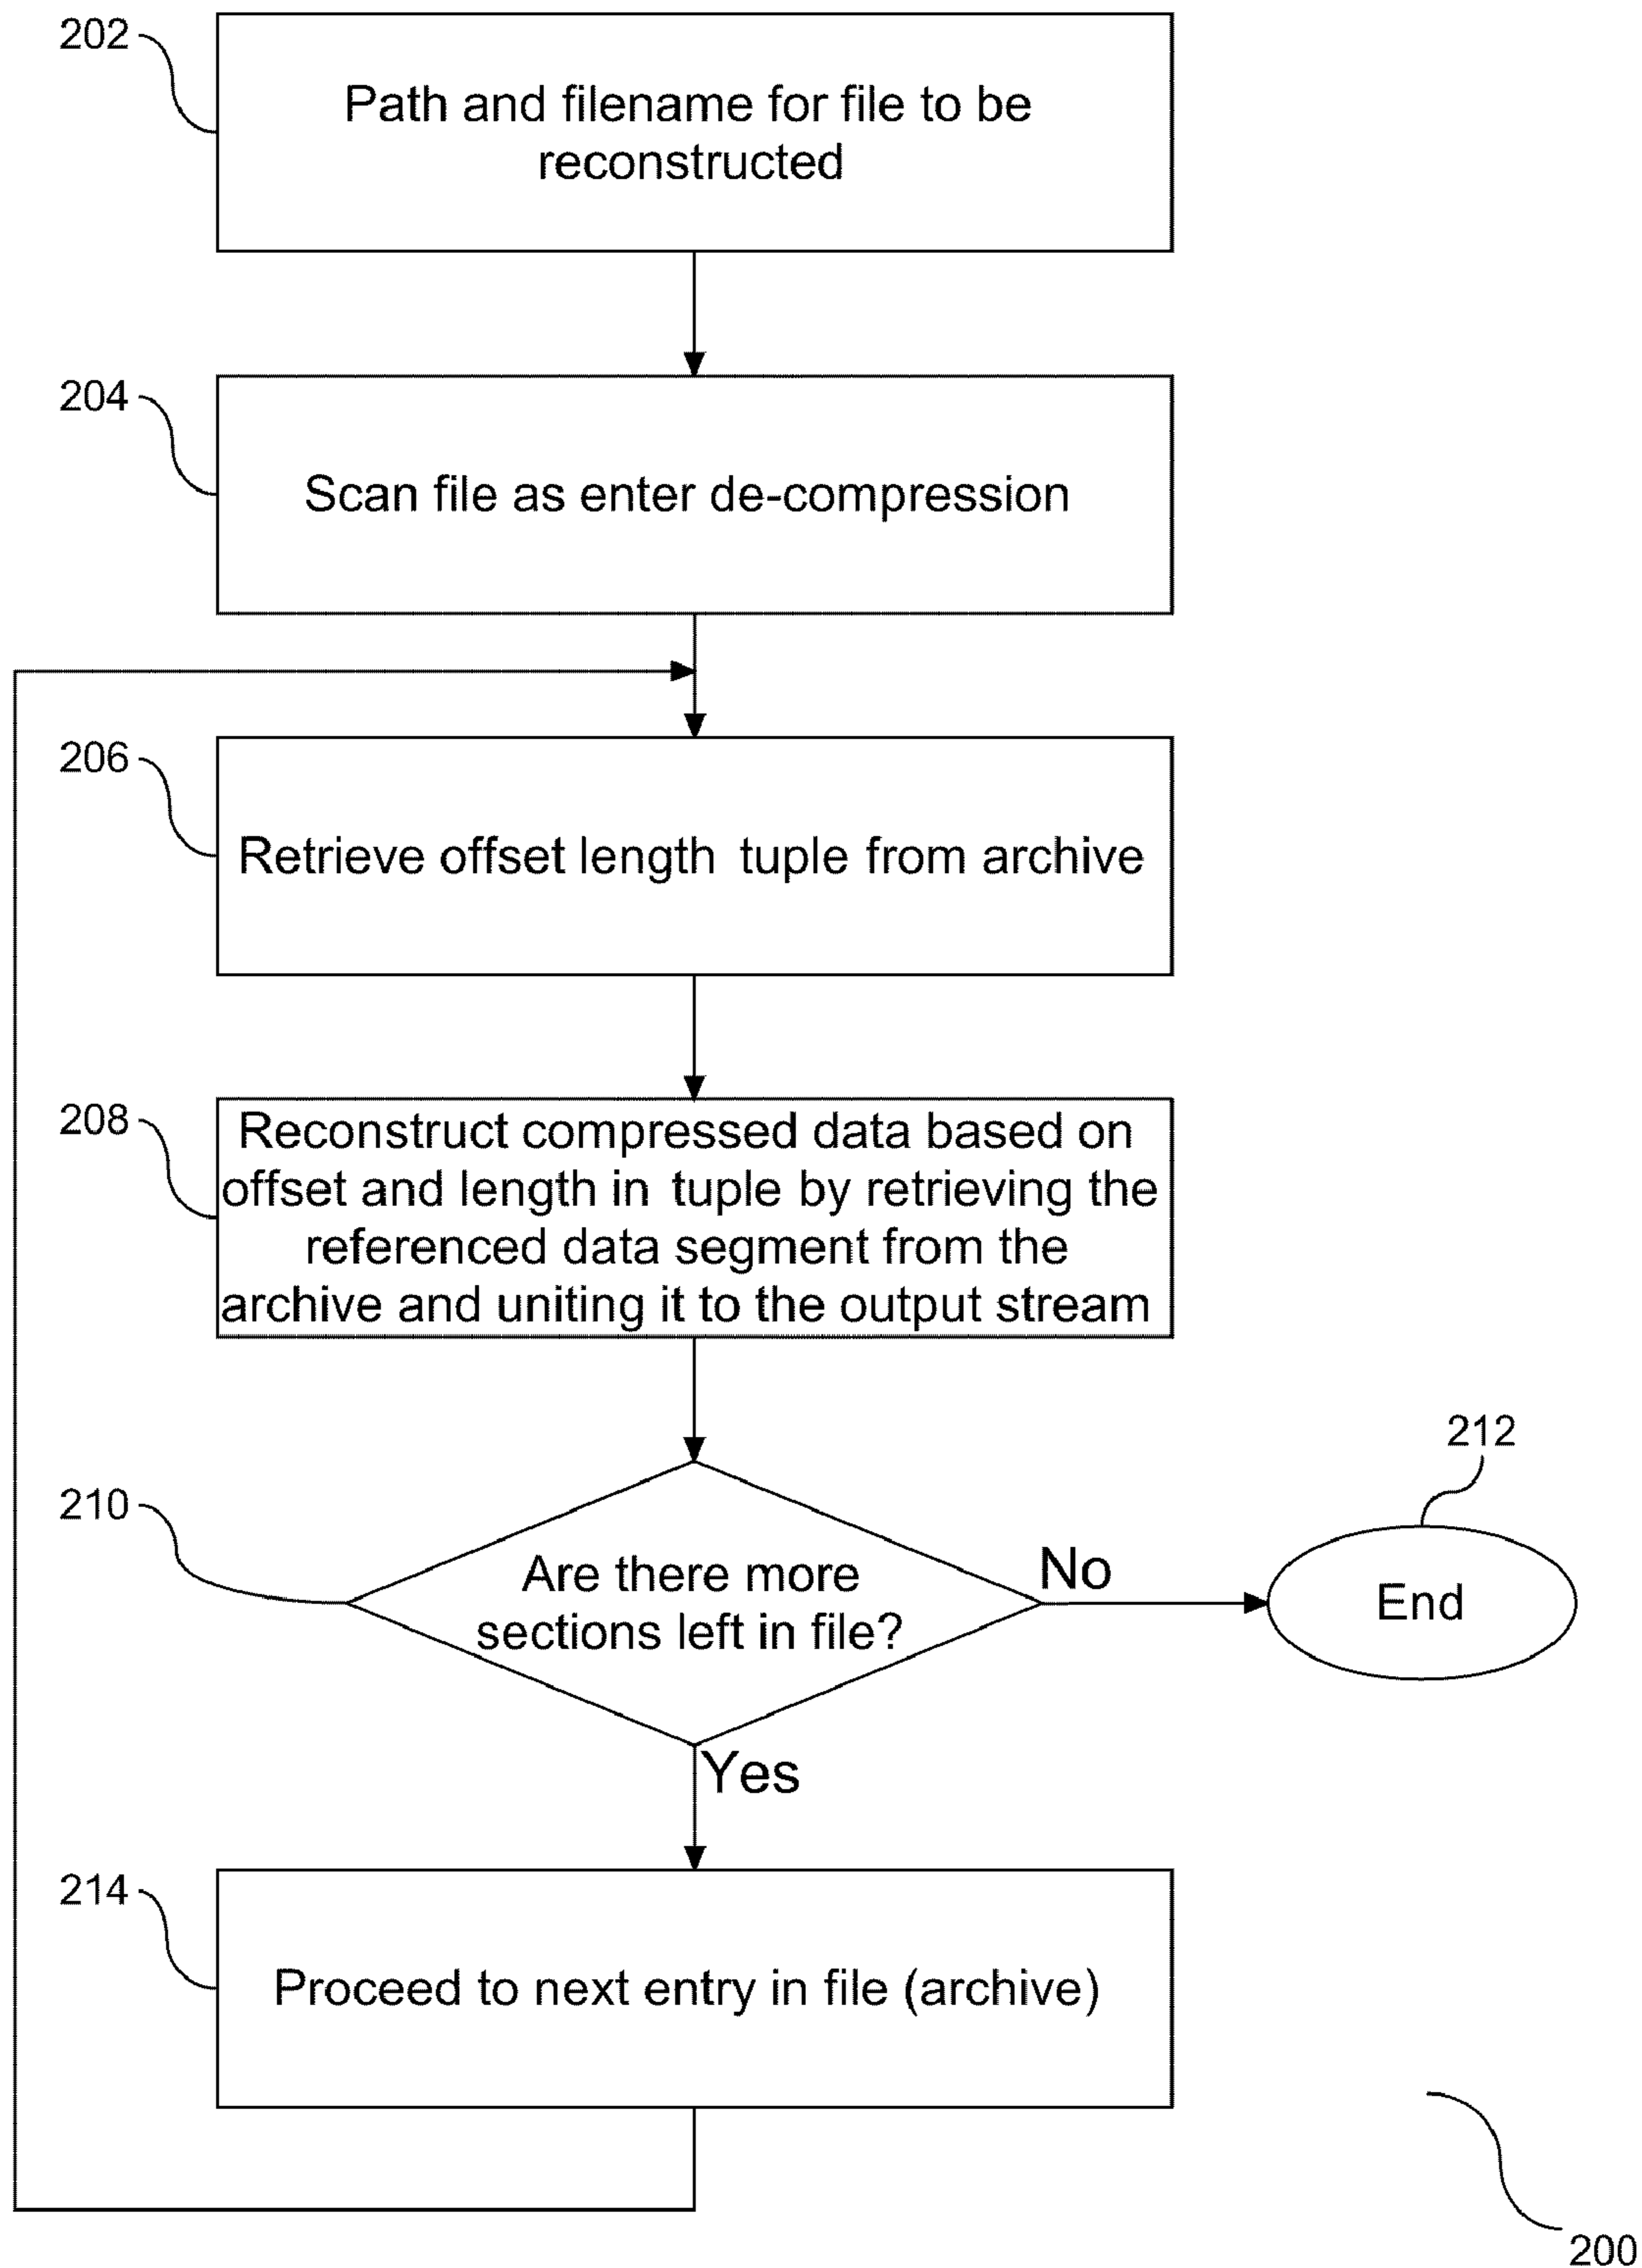 202
Path and filename for file to be
reconstructed
204
Scan file as enter de-compression
206
Retrieve offset length tuple from archive
208
Reconstruct compressed data based on
offset and length in tuple by retrieving the
referenced data segment from the
archive and uniting it to the output stream
212
210
Are there more
sections left in file?
No
End
Yes
214
Proceed to next entry in file (archive)
200